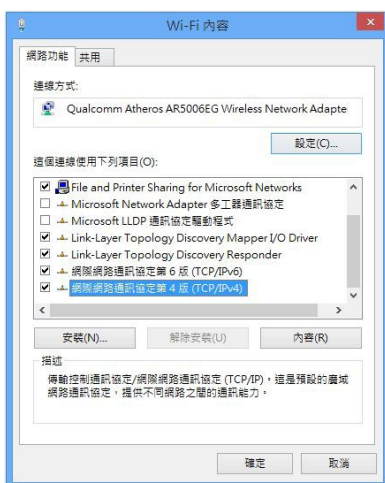 Wi-Fi 內容
網路功能 共用
連線方式:
Qualcomm Atheros AR5006EG Wireless Network Adapte
設定(C)...
這個連線使用下列項目(O):
File and Printer Sharing for Microsoft Networks
Microsoft Network Adapter 多工器通訊協定
Microsoft LLDP 通訊協定驅動程式
Link-Layer Topology Discovery Mapper I/O Driver
Link-Layer Topology Discovery Responder
網際網路通訊協定第 6 版 (TCP/IPv6)
網際網路通訊協定第 4 版 (TCP/IPv4)
安裝(N)... 解除安裝(U) 內容(R)
描述
傳輸控制通訊協定/網際網路通訊協定 (TCP/IP)。這是預設的廣域
網路通訊協定，提供不同網路之間的通訊能力。
確定 取消